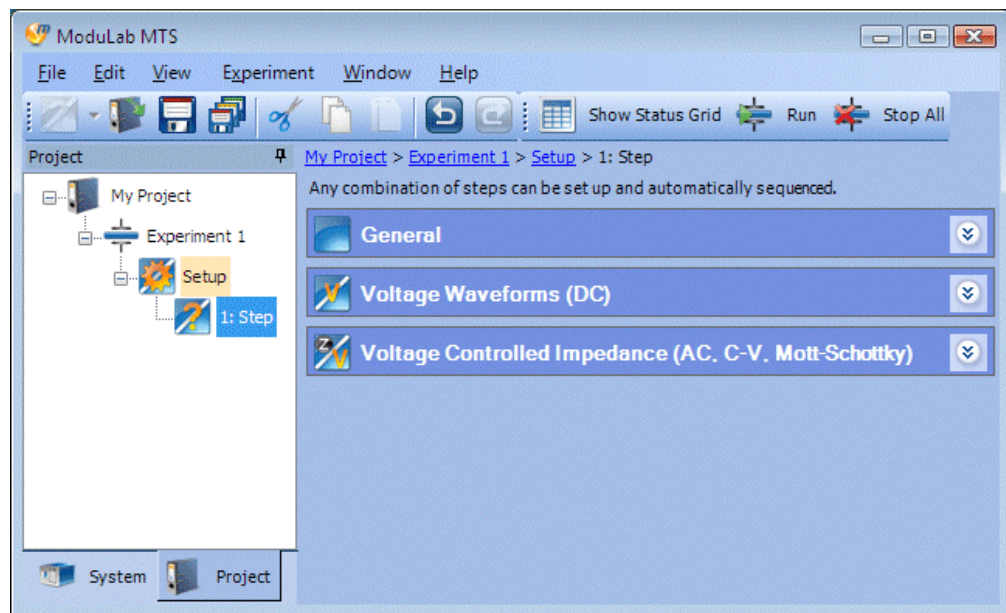 ModuLab MTS
File Edit View Experiment Window Help
Show Status Grid Run Stop All
Project
My Project > Experiment 1 > Setup > 1: Step
Any combination of steps can be set up and automatically sequenced.
My Project
Experiment 1
Setup
1: Step
General
Voltage Waveforms (DC)
Voltage Controlled Impedance (AC, C-V, Mott-Schottky)
System Project